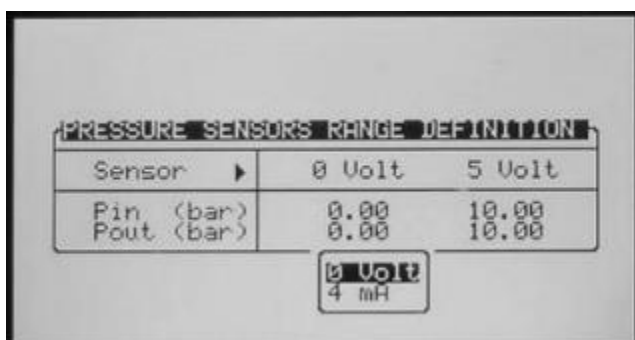 PRESSURE SENSORS RANGE DEFINITION
Sensor ▶ 0 Volt 5 Volt
Pin (bar) 0.00 10.00
Pout (bar) 0.00 10.00
0 Volt
4 mA